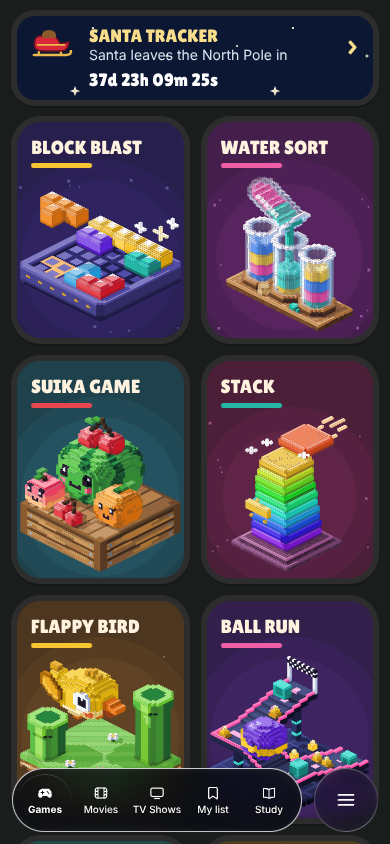 SANTA TRACKER
Santa leaves the North Pole in
37d 23h 09m 25s
BLOCK BLAST
WATER SORT
SUIKA GAME
STACK
FLAPPY BIRD
BALL RUN
Games
Movies
TV Shows
My list
Study